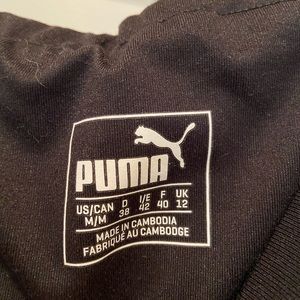 PUMA
US/CAN D I/E F UK
M/M 38 42 40 12
MADE IN CAMBODIA
FABRIQUÉ AU CAMBODGE